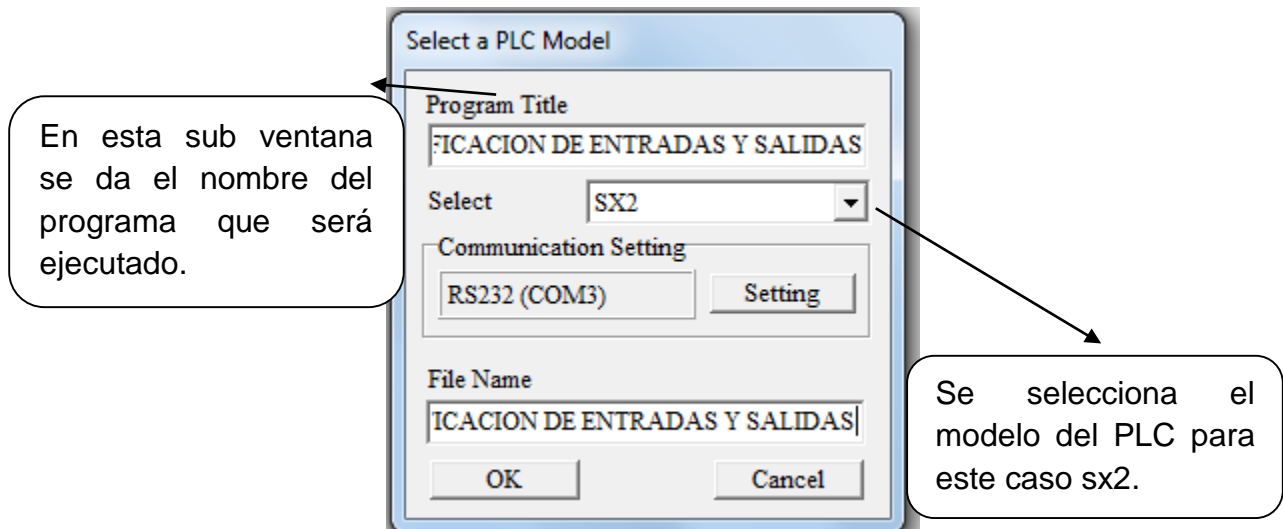 Select a PLC Model
Program Title
FICACION DE ENTRADAS Y SALIDAS
Select SX2
Communication Setting
RS232 (COM3) Setting
File Name
ICACION DE ENTRADAS Y SALIDAS
OK Cancel
En esta sub ventana
se da el nombre del
programa que será
ejecutado.
Se selecciona el
modelo del PLC para
este caso sx2.